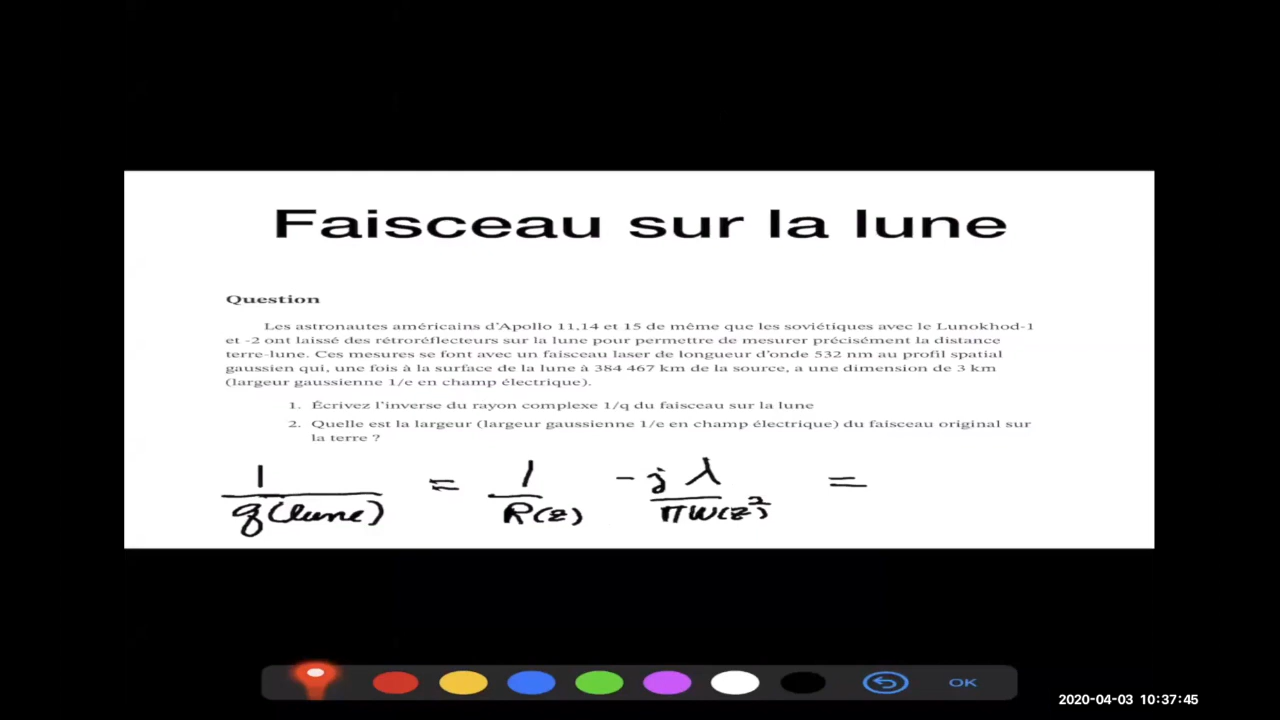 Faisceau sur la lune
Question
Les astronautes américains d'Apollo 11,14 et 15 de même que les soviétiques avec le Lunokhod-1
et -2 ont laissé des rétroréflecteurs sur la lune pour permettre de mesurer précisément la distance
terre-lune. Ces mesures se font avec un faisceau laser de longueur d'onde 532 nm au profil spatial
gaussien qui, une fois à la surface de la lune à 384 467 km de la source, a une dimension de 3 km
(largeur gaussienne 1/e en champ électrique).
1. Écrivez l'inverse du rayon complexe 1/q du faisceau sur la lune
2. Quelle est la largeur (largeur gaussienne 1/e en champ électrique) du faisceau original sur
la terre ?
1/q(lune) = 1/R(z) - jλ/πW(z)² =
OK
2020-04-03 10:37:45